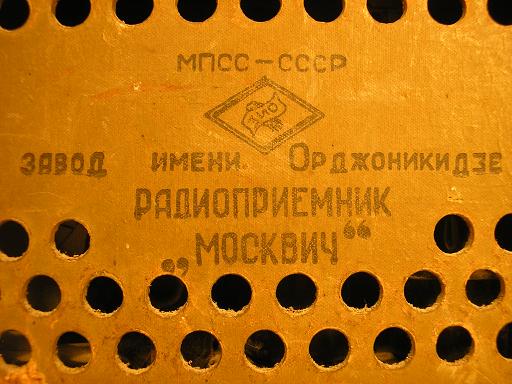 МПСС-СССР
ЗАВОД ИМЕНИ ОРДЖОНИКИДЗЕ
РАДИОПРИЕМНИК
„МОСКВИЧ“